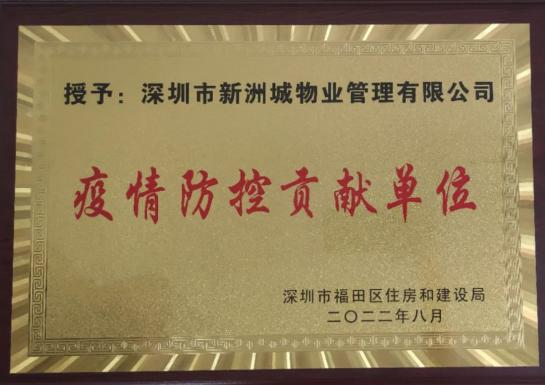 授予：深圳市新洲城物业管理有限公司
疫情防控贡献单位
深圳市福田区住房和建设局
二〇二二年八月